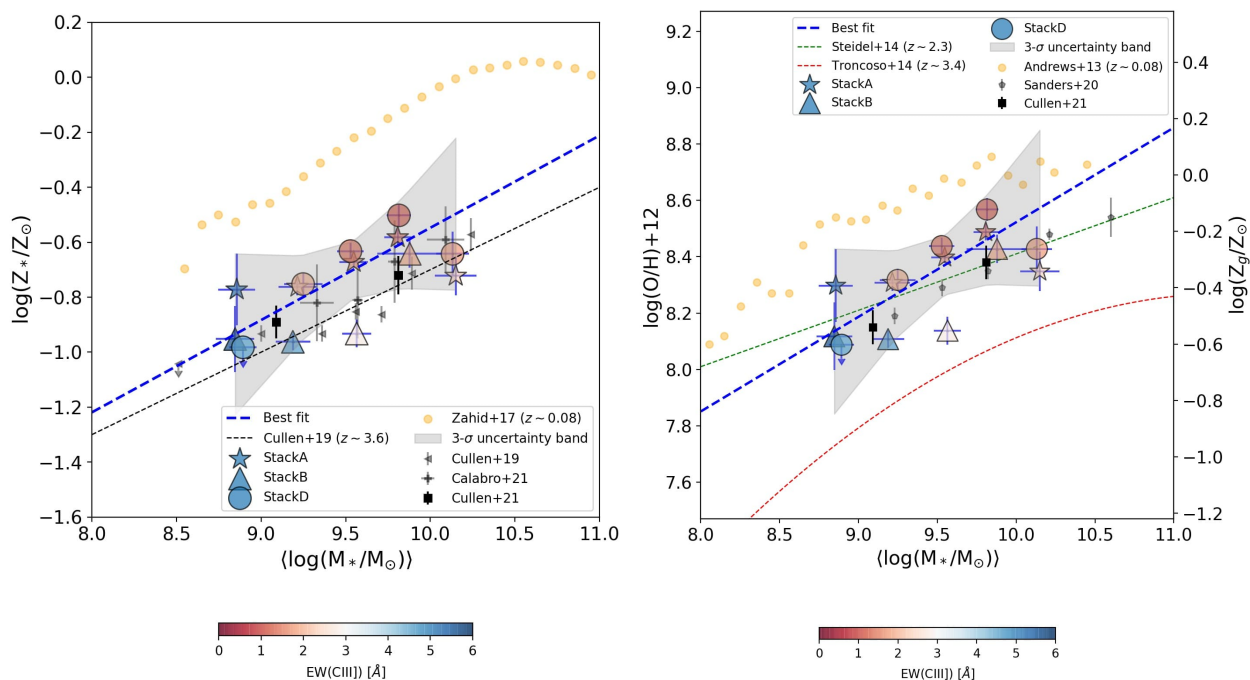 0.2
0.0
−0.2
−0.4
−0.6
−0.8
−1.0
−1.2
−1.4
−1.6
log(Z∗/Z⊙)
8.0 8.5 9.0 9.5 10.0 10.5 11.0
⟨log(M∗/M⊙)⟩
Best fit
Cullen+19 (z ∼ 3.6)
StackA
StackB
StackD
Zahid+17 (z ∼ 0.08)
3-σ uncertainty band
Cullen+19
Calabro+21
Cullen+21
0 1 2 3 4 5 6
EW(CIII]) [Å]
9.2
9.0
8.8
8.6
8.4
8.2
8.0
7.8
7.6
log(O/H)+12
8.0 8.5 9.0 9.5 10.0 10.5 11.0
⟨log(M∗/M⊙)⟩
Best fit
Steidel+14 (z ∼ 2.3)
Troncoso+14 (z ∼ 3.4)
StackA
StackB
StackD
3-σ uncertainty band
Andrews+13 (z ∼ 0.08)
Sanders+20
Cullen+21
0.4
0.2
0.0
−0.2
−0.4
−0.6
−0.8
−1.0
−1.2
log(Zg/Z⊙)
0 1 2 3 4 5 6
EW(CIII]) [Å]